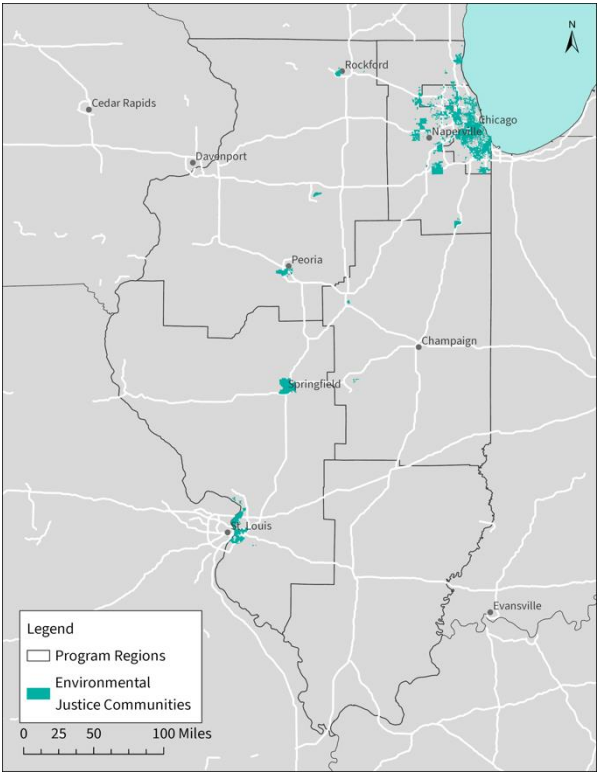 N
Rockford
Cedar Rapids
Chicago
Naperville
Davenport
Peoria
Champaign
Springfield
St. Louis
Evansville
Legend
Program Regions
Environmental
Justice Communities
0 25 50 100 Miles